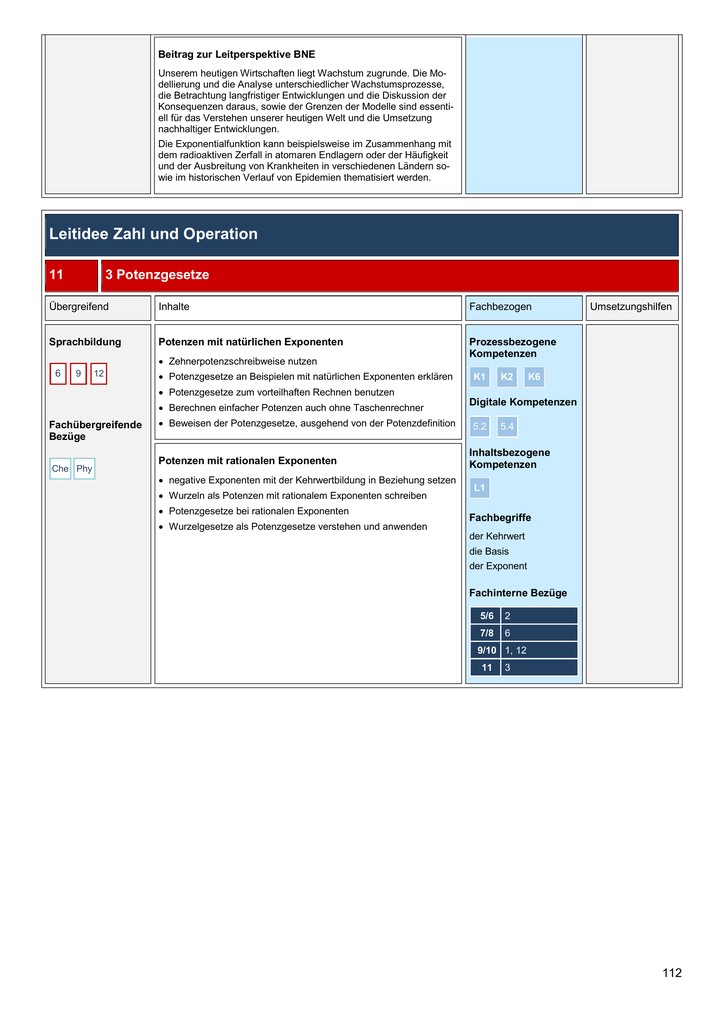 Beitrag zur Leitperspektive BNE
Unserem heutigen Wirtschaften liegt Wachstum zugrunde. Die Mo-
dellierung und die Analyse unterschiedlicher Wachstumsprozesse,
die Betrachtung langfristiger Entwicklungen und die Diskussion der
Konsequenzen daraus, sowie der Grenzen der Modelle sind essenti-
ell für das Verstehen unserer heutigen Welt und die Umsetzung
nachhaltiger Entwicklungen.
Die Exponentialfunktion kann beispielsweise im Zusammenhang mit
dem radioaktiven Zerfall in atomaren Endlagern oder der Häufigkeit
und der Ausbreitung von Krankheiten in verschiedenen Ländern so-
wie im historischen Verlauf von Epidemien thematisiert werden.
Leitidee Zahl und Operation
11 3 Potenzgesetze
Übergreifend Inhalte Fachbezogen Umsetzungshilfen
Sprachbildung
6 9 12
Fachübergreifende
Bezüge
Che Phy
Potenzen mit natürlichen Exponenten
• Zehnerpotenzschreibweise nutzen
• Potenzgesetze an Beispielen mit natürlichen Exponenten erklären
• Potenzgesetze zum vorteilhaften Rechnen benutzen
• Berechnen einfacher Potenzen auch ohne Taschenrechner
• Beweisen der Potenzgesetze, ausgehend von der Potenzdefinition
Potenzen mit rationalen Exponenten
• negative Exponenten mit der Kehrwertbildung in Beziehung setzen
• Wurzeln als Potenzen mit rationalem Exponenten schreiben
• Potenzgesetze bei rationalen Exponenten
• Wurzelgesetze als Potenzgesetze verstehen und anwenden
Prozessbezogene
Kompetenzen
K1 K2 K6
Digitale Kompetenzen
5.2 5.4
Inhaltsbezogene
Kompetenzen
L1
Fachbegriffe
der Kehrwert
die Basis
der Exponent
Fachinterne Bezüge
5/6 2
7/8 6
9/10 1, 12
11 3
112